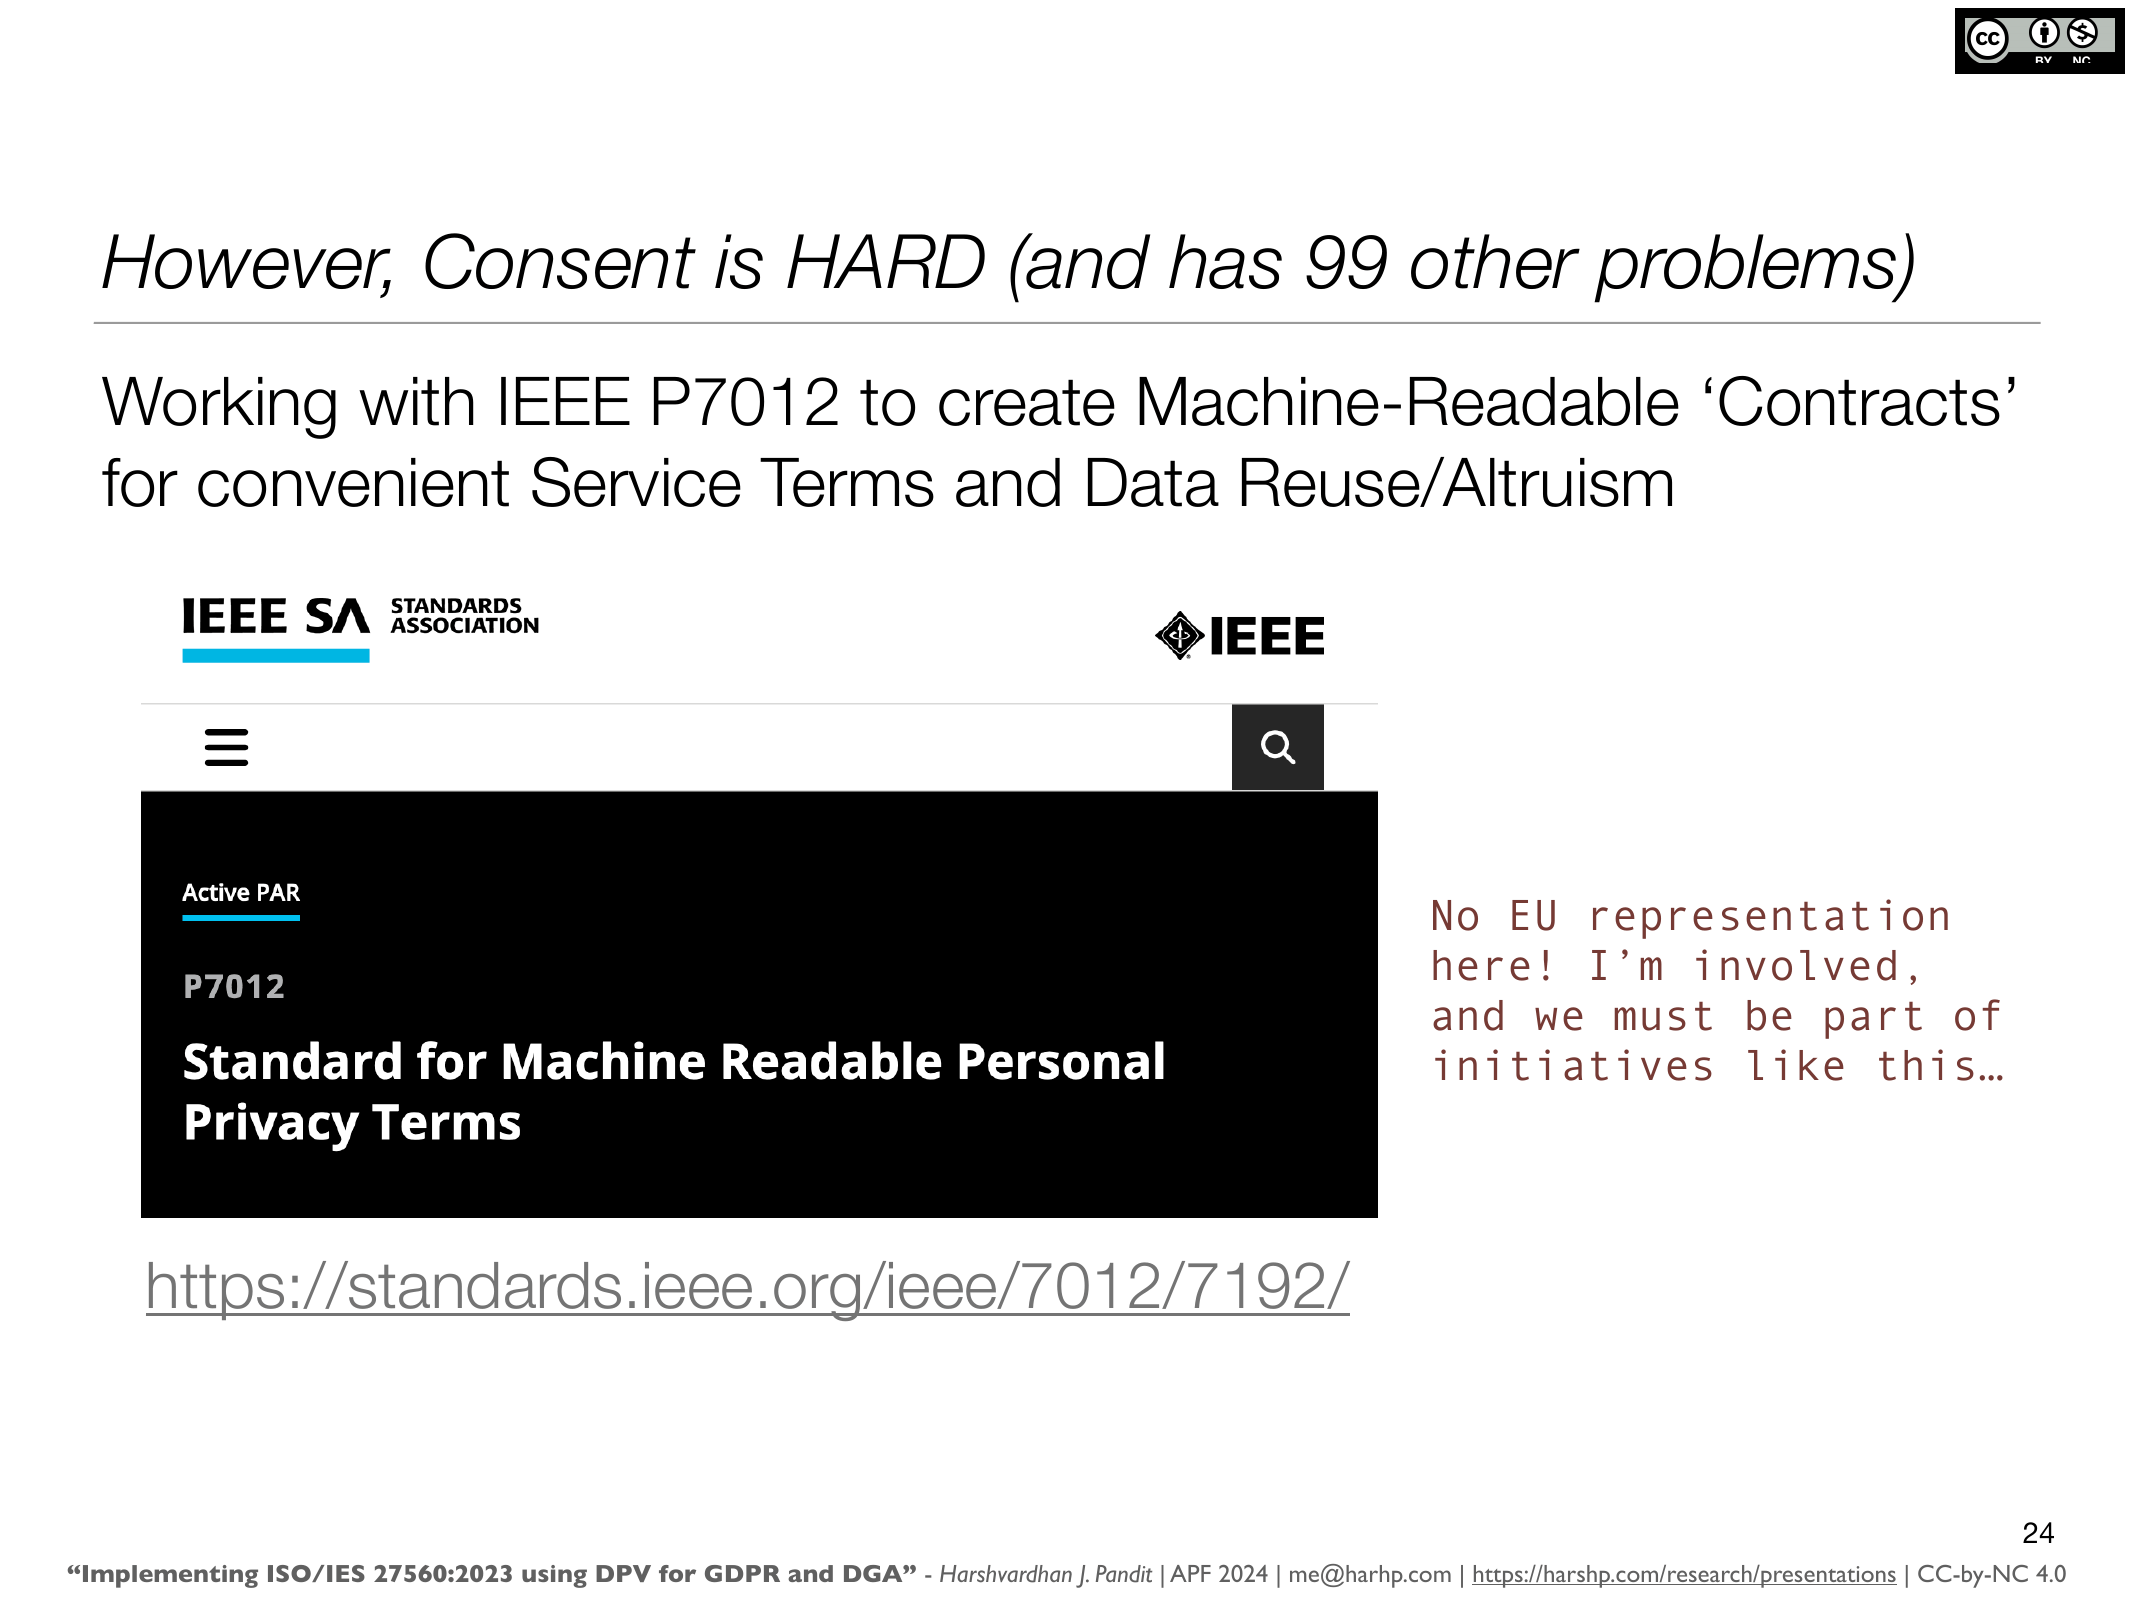 CC BY NC
However, Consent is HARD (and has 99 other problems)
Working with IEEE P7012 to create Machine-Readable ‘Contracts’
for convenient Service Terms and Data Reuse/Altruism
IEEE SA STANDARDS
ASSOCIATION
IEEE
Active PAR
P7012
Standard for Machine Readable Personal
Privacy Terms
No EU representation
here! I’m involved,
and we must be part of
initiatives like this…
https://standards.ieee.org/ieee/7012/7192/
24
“Implementing ISO/IES 27560:2023 using DPV for GDPR and DGA” - Harshvardhan J. Pandit | APF 2024 | me@harhp.com | https://harshp.com/research/presentations | CC-by-NC 4.0